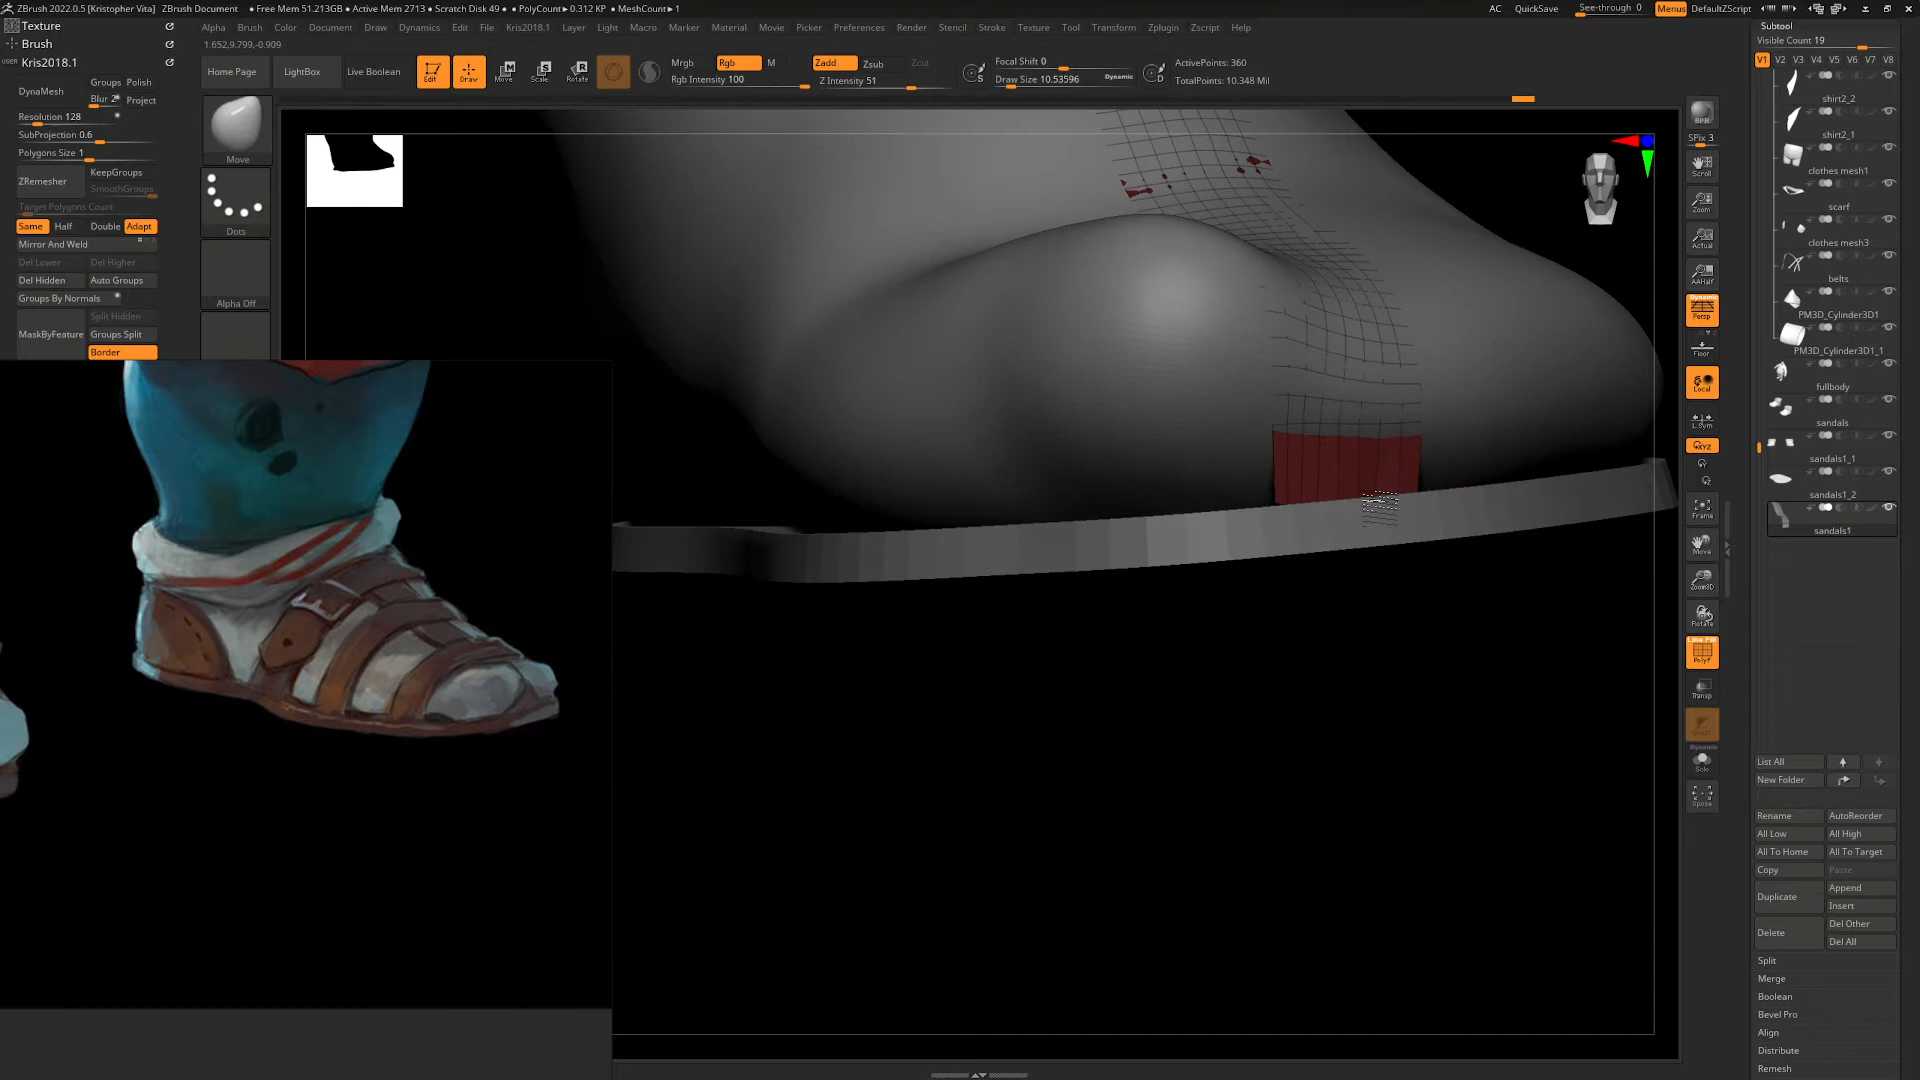 ZBrush 2022.0.5 [Kristopher Vita] ZBrush Document • Free Mem 51.213GB • Active Mem 2713 • Scratch Disk 49 • • PolyCount▸ 0.312 KP • MeshCount▸ 1
AC QuickSave See-through 0 Menus DefaultZScript
Texture
Alpha Brush Color Document Draw Dynamics Edit File Kris2018.1 Layer Light Macro Marker Material Movie Picker Preferences Render Stencil Stroke Texture Tool Transform Zplugin Zscript Help
Brush
1.652,9.799,-0.909
USER Kris2018.1
Home Page LightBox Live Boolean
Edit Draw Move Scale Rotate
Mrgb Rgb M
Rgb Intensity 100
Zadd Zsub Zcut
Z Intensity 51
S
Focal Shift 0
Draw Size 10.53596 Dynamic
D
ActivePoints: 360
TotalPoints: 10.348 Mil
DynaMesh
Groups Polish
Blur 2 Project
Resolution 128
SubProjection 0.6
Polygons Size 1
ZRemesher
KeepGroups
SmoothGroups
Target Polygons Count
Same Half Double Adapt
Mirror And Weld
Del Lower Del Higher
Del Hidden Auto Groups
Groups By Normals
Split Hidden
MaskByFeature Groups Split
Border
Move
Dots
Alpha Off
BPR
SPix 3
Scroll
Zoom
Actual
AAHalf
Dynamic
Persp
Floor
Local
L.Sym
XYZ
Frame
Move
Zoom3D
Rotate
Line Fill
PolyF
Transp
Ghost
Dynamic
Solo
Xpose
Subtool
Visible Count 19
V1 V2 V3 V4 V5 V6 V7 V8
shirt2_2
shirt2_1
clothes mesh1
scarf
clothes mesh3
belts
PM3D_Cylinder3D1
PM3D_Cylinder3D1_1
fullbody
sandals
sandals1_1
sandals1_2
sandals1
List All
New Folder
Rename AutoReorder
All Low All High
All To Home All To Target
Copy Paste
Duplicate Append
Insert
Delete Del Other
Del All
Split
Merge
Boolean
Bevel Pro
Align
Distribute
Remesh